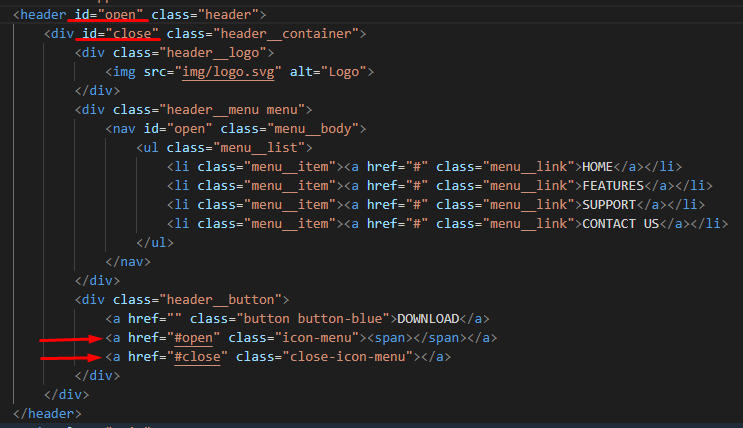 <header id="open" class="header">
<div id="close" class="header__container">
<div class="header__logo">
<img src="img/logo.svg" alt="Logo">
</div>
<div class="header__menu menu">
<nav id="open" class="menu__body">
<ul class="menu__list">
<li class="menu__item"><a href="#" class="menu__link">HOME</a></li>
<li class="menu__item"><a href="#" class="menu__link">FEATURES</a></li>
<li class="menu__item"><a href="#" class="menu__link">SUPPORT</a></li>
<li class="menu__item"><a href="#" class="menu__link">CONTACT US</a></li>
</ul>
</nav>
</div>
<div class="header__button">
<a href="" class="button button-blue">DOWNLOAD</a>
<a href="#open" class="icon-menu"><span></span></a>
<a href="#close" class="close-icon-menu"></a>
</div>
</div>
</header>